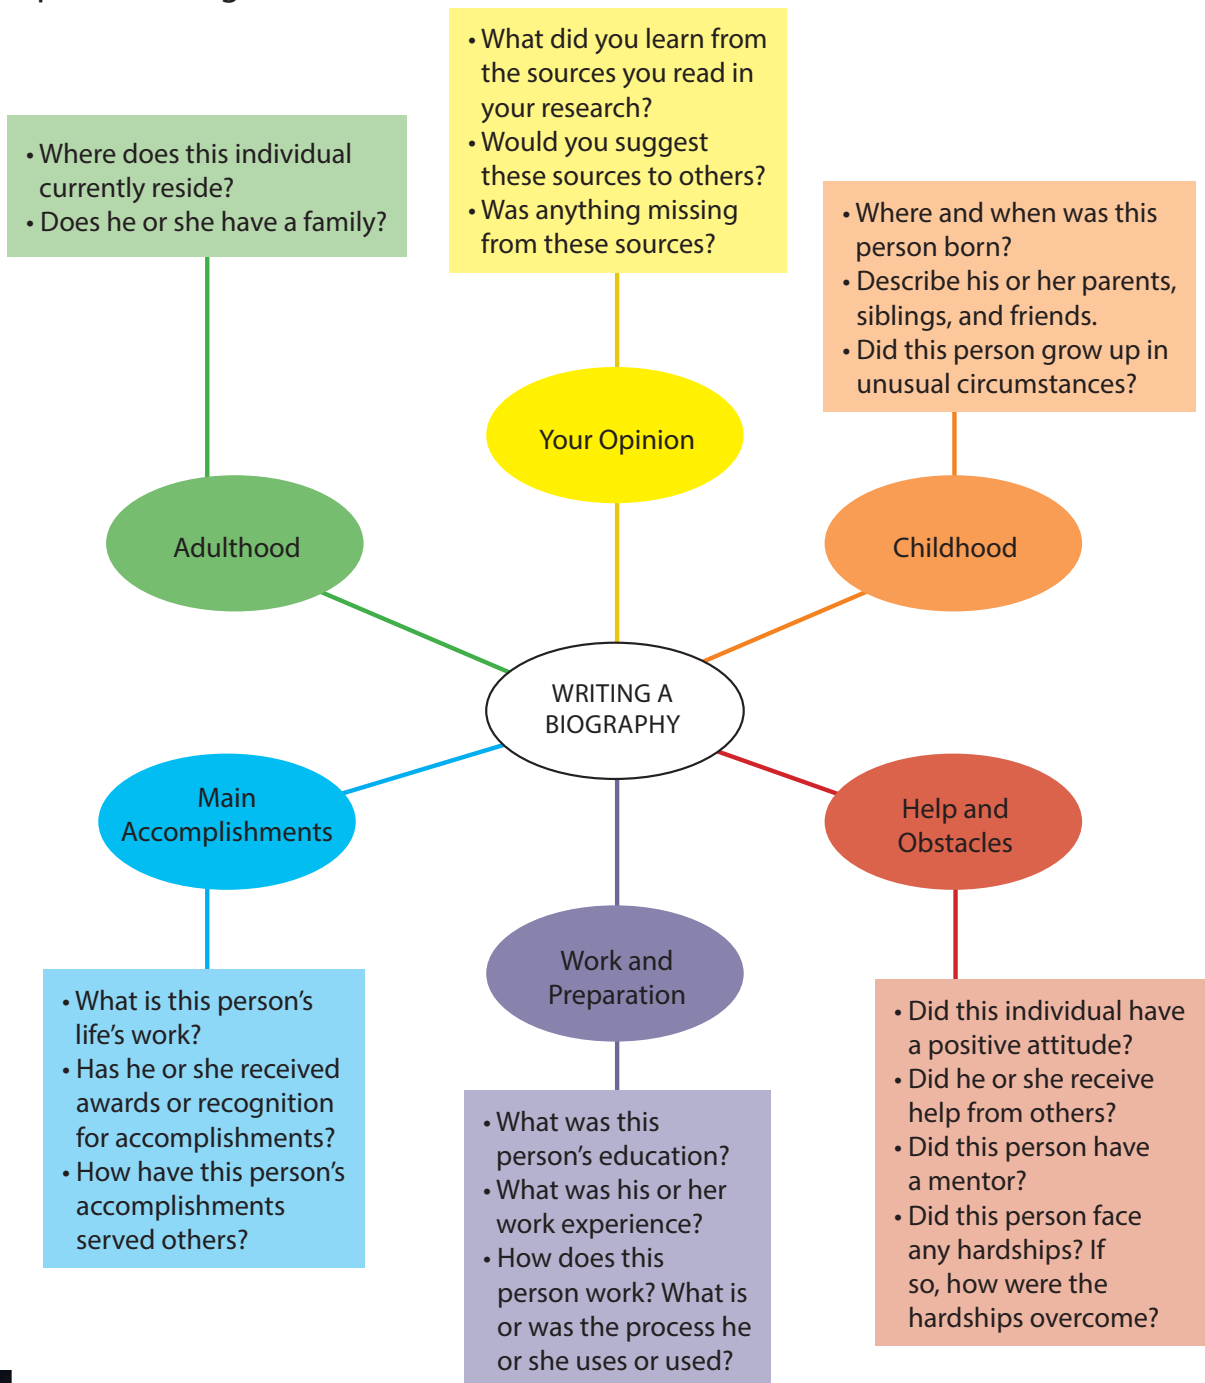 • What did you learn from
the sources you read in
your research?
• Would you suggest
these sources to others?
• Was anything missing
from these sources?
• Where does this individual
currently reside?
• Does he or she have a family?
• Where and when was this
person born?
• Describe his or her parents,
siblings, and friends.
• Did this person grow up in
unusual circumstances?
Your Opinion
Adulthood
Childhood
WRITING A
BIOGRAPHY
Main
Accomplishments
Help and
Obstacles
Work and
Preparation
• What is this person’s
life’s work?
• Has he or she received
awards or recognition
for accomplishments?
• How have this person’s
accomplishments
served others?
• What was this
person’s education?
• What was his or her
work experience?
• How does this
person work? What is
or was the process he
or she uses or used?
• Did this individual have
a positive attitude?
• Did he or she receive
help from others?
• Did this person have
a mentor?
• Did this person face
any hardships? If
so, how were the
hardships overcome?